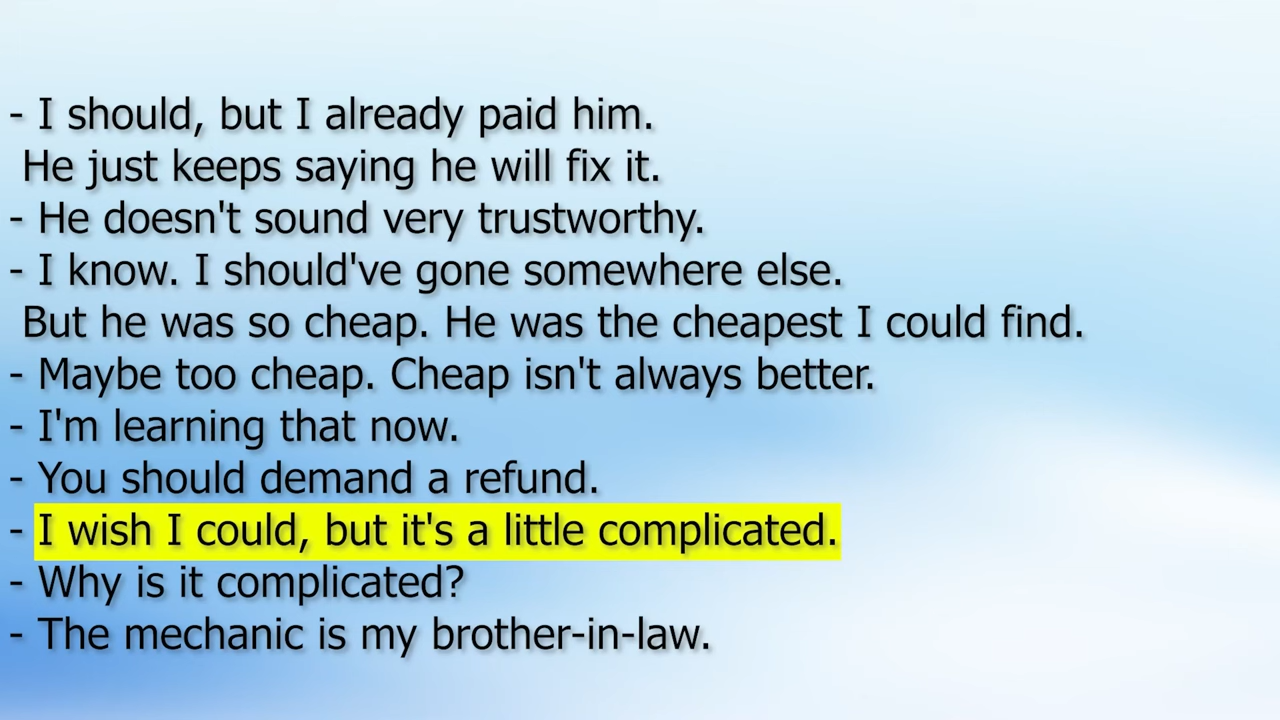 - I should, but I already paid him.
He just keeps saying he will fix it.
- He doesn't sound very trustworthy.
- I know. I should've gone somewhere else.
But he was so cheap. He was the cheapest I could find.
- Maybe too cheap. Cheap isn't always better.
- I'm learning that now.
- You should demand a refund.
- I wish I could, but it's a little complicated.
- Why is it complicated?
- The mechanic is my brother-in-law.